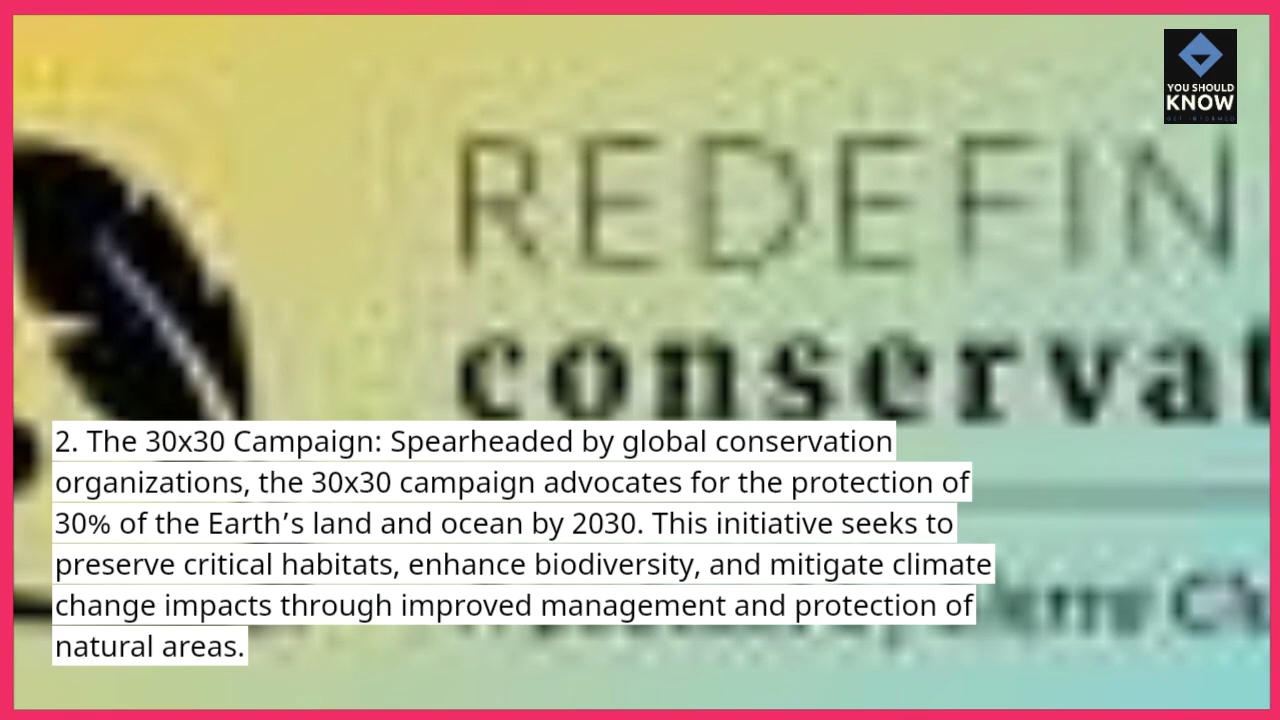 YOU SHOULD
KNOW
GET INFORMED
REDEFIN
conservat
2. The 30x30 Campaign: Spearheaded by global conservation
organizations, the 30x30 campaign advocates for the protection of
30% of the Earth’s land and ocean by 2030. This initiative seeks to
preserve critical habitats, enhance biodiversity, and mitigate climate
change impacts through improved management and protection of
natural areas.